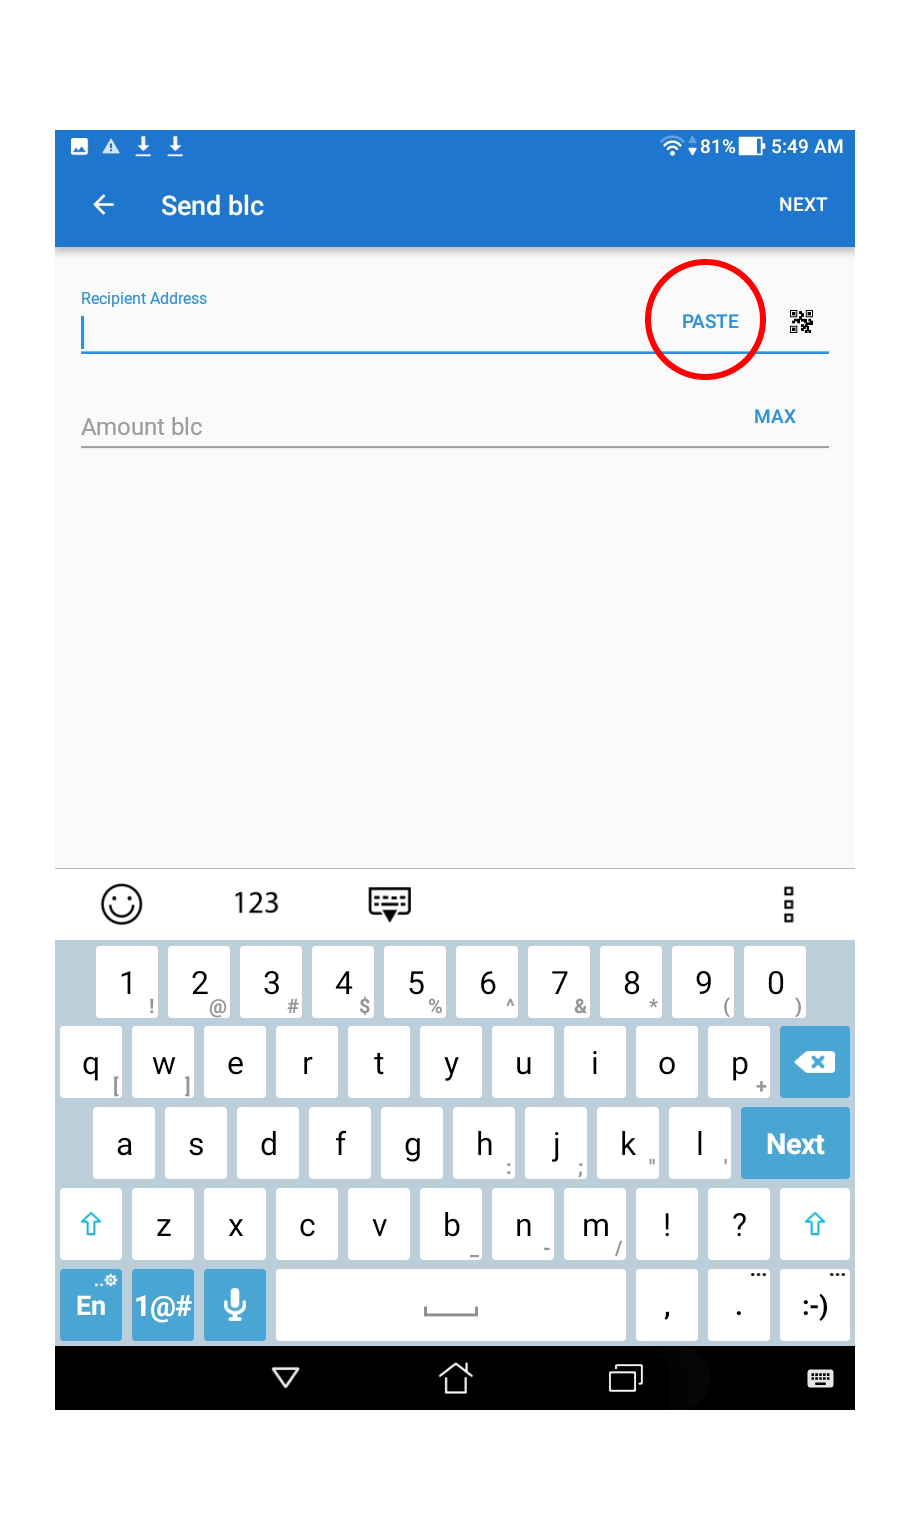 81% 5:49 AM
Send blc NEXT
Recipient Address
PASTE
Amount blc MAX
123
1 ! 2 @ 3 # 4 $ 5 % 6 ^ 7 & 8 * 9 ( 0 )
q [ w ] e r t y u i o p +
a s d f g h : j ; k " l ' Next
z x c v b _ n - m / ! ?
En 1@# , . :-)